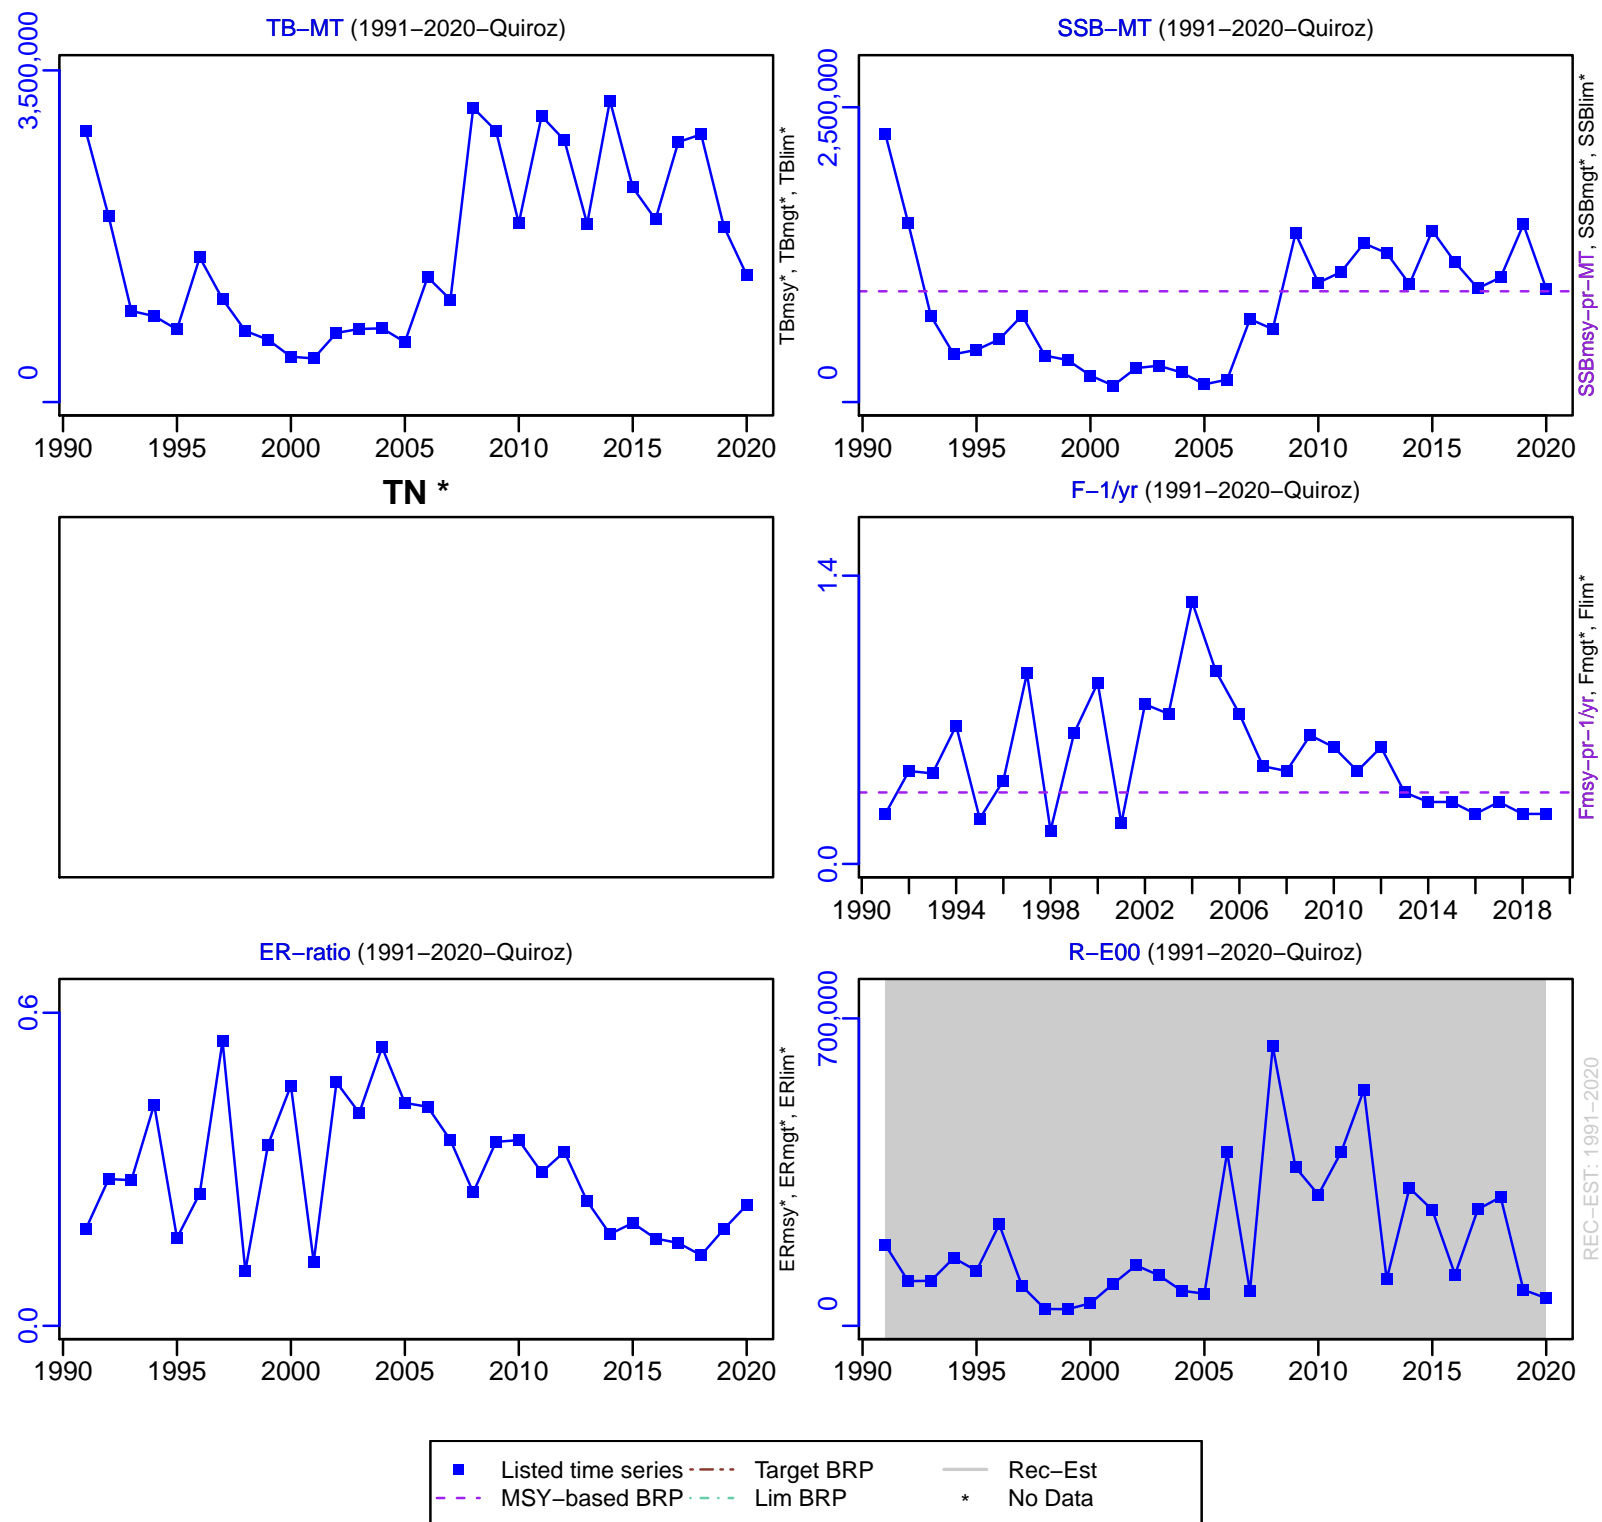 TB−MT (1991−2020−Quiroz)
3,500,000
0
1990 1995 2000 2005 2010 2015 2020
TBmsy*, TBmgt*, TBlim*
SSB−MT (1991−2020−Quiroz)
2,500,000
0
1990 1995 2000 2005 2010 2015 2020
SSBmsy−pr−MT, SSBmgt*, SSBlim*
TN *
F−1/yr (1991−2020−Quiroz)
1.4
0.0
1990 1994 1998 2002 2006 2010 2014 2018
Fmsy−pr−1/yr, Fmgt*, Flim*
ER−ratio (1991−2020−Quiroz)
0.6
0.0
1990 1995 2000 2005 2010 2015 2020
ERmsy*, ERmgt*, ERlim*
R−E00 (1991−2020−Quiroz)
700,000
0
1990 1995 2000 2005 2010 2015 2020
REC−EST: 1991−2020
Listed time series Target BRP Rec−Est
MSY−based BRP Lim BRP * No Data